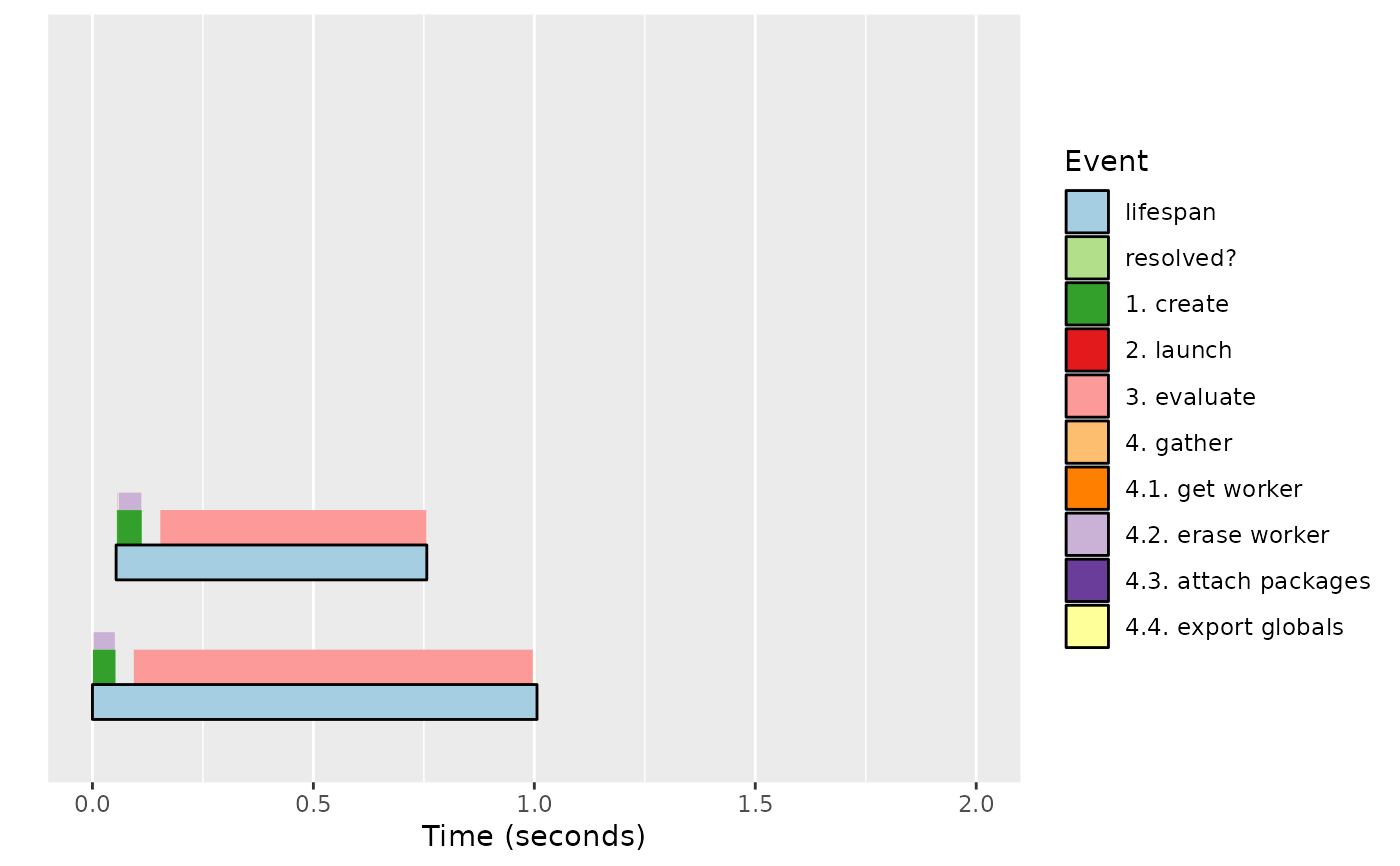 Event
lifespan
resolved?
1. create
2. launch
3. evaluate
4. gather
4.1. get worker
4.2. erase worker
4.3. attach packages
4.4. export globals
0.0 0.5 1.0 1.5 2.0
Time (seconds)